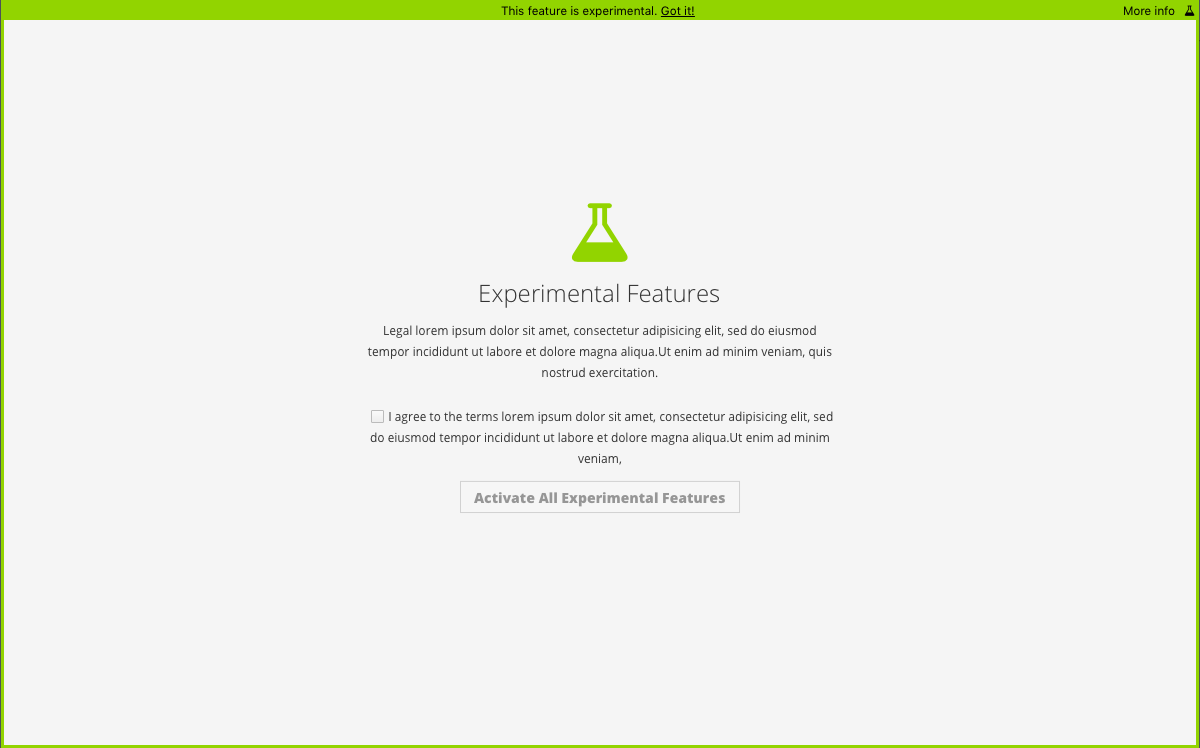 This feature is experimental. Got it!
More info
Experimental Features
Legal lorem ipsum dolor sit amet, consectetur adipisicing elit, sed do eiusmod
tempor incididunt ut labore et dolore magna aliqua.Ut enim ad minim veniam, quis
nostrud exercitation.
I agree to the terms lorem ipsum dolor sit amet, consectetur adipisicing elit, sed
do eiusmod tempor incididunt ut labore et dolore magna aliqua.Ut enim ad minim
veniam,
Activate All Experimental Features